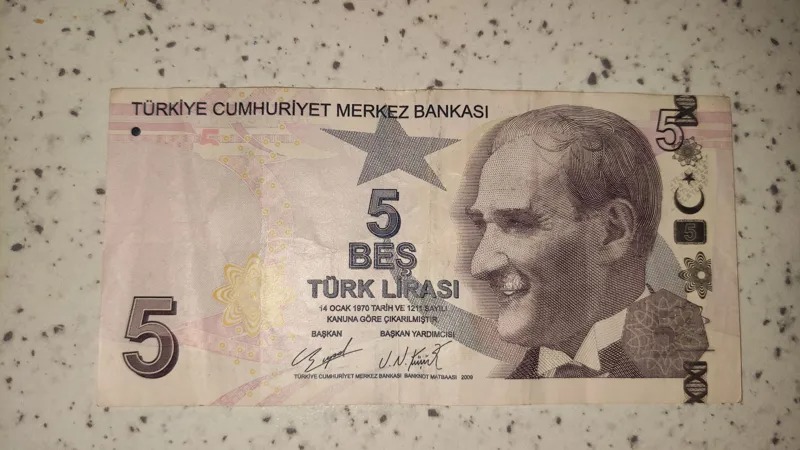 TÜRKİYE CUMHURİYET MERKEZ BANKASI
5
5
5
BEŞ
TÜRK LİRASI
14 OCAK 1970 TARİH VE 1211 SAYILI
KANUNA GÖRE ÇIKARILMIŞTIR.
BAŞKAN BAŞKAN YARDIMCISI
5
5
TÜRKİYE CUMHURİYET MERKEZ BANKASI BANKNOT MATBAASI 2009